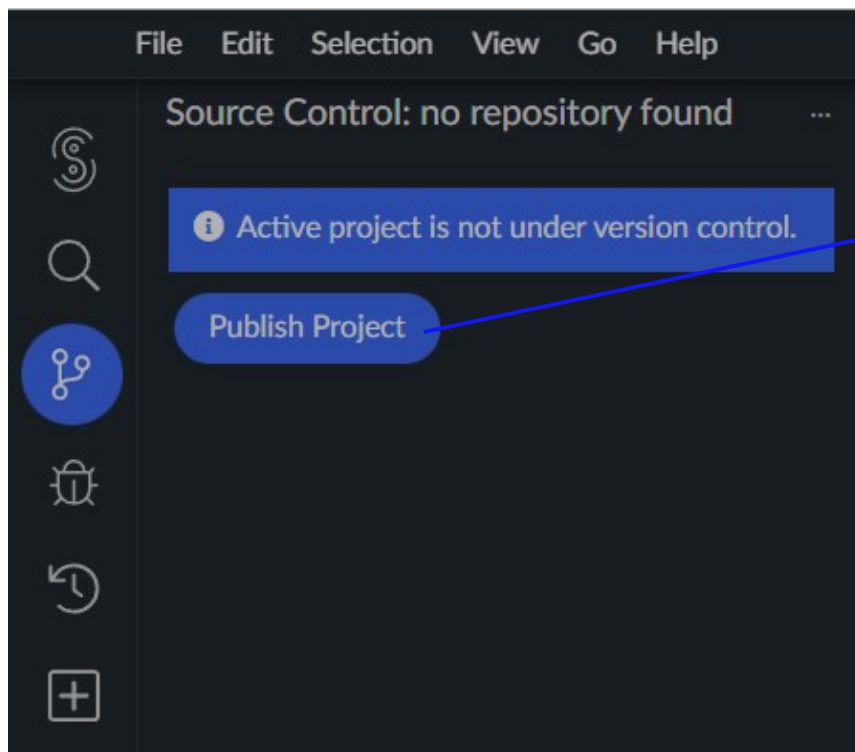 File Edit Selection View Go Help
Source Control: no repository found ...
Active project is not under version control.
Publish Project